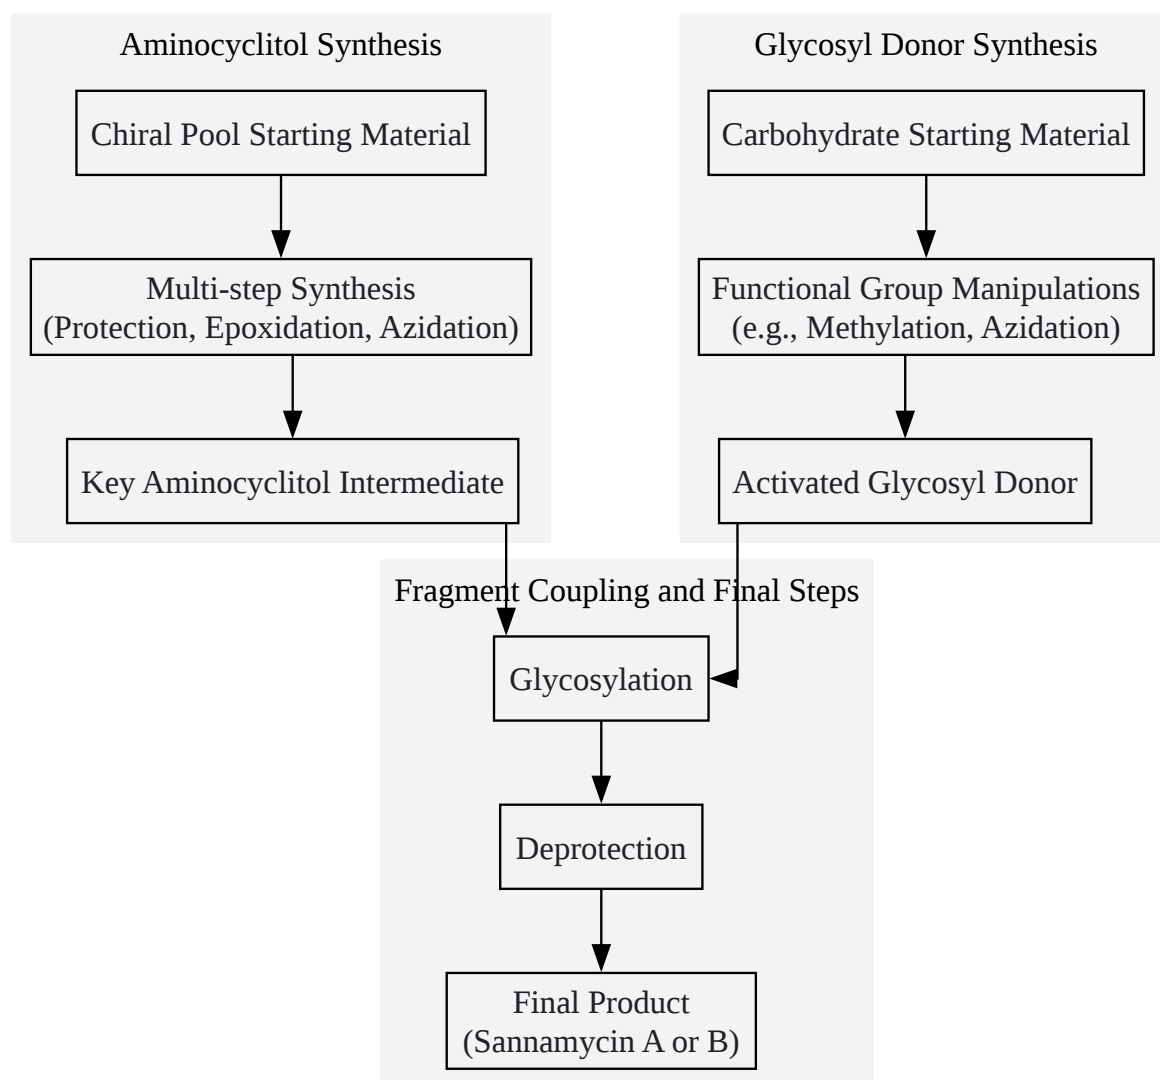 Aminocyclitol Synthesis
Chiral Pool Starting Material
Multi-step Synthesis
(Protection, Epoxidation, Azidation)
Key Aminocyclitol Intermediate
Glycosyl Donor Synthesis
Carbohydrate Starting Material
Functional Group Manipulations
(e.g., Methylation, Azidation)
Activated Glycosyl Donor
Fragment Coupling and Final Steps
Glycosylation
Deprotection
Final Product
(Sannamycin A or B)